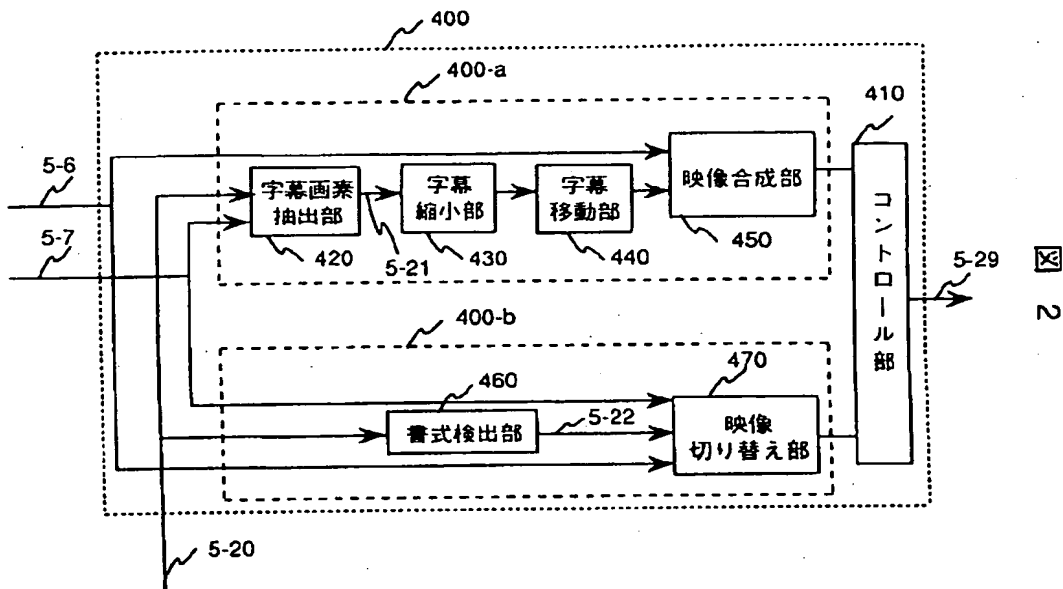 400
400-a
410
5-6
5-7
字幕画素
抽出部
420
5-21
字幕
縮小部
430
字幕
移動部
440
映像合成部
450
コントロール部
5-29
400-b
460
書式検出部
5-22
470
映像
切り替え部
5-20
図 2